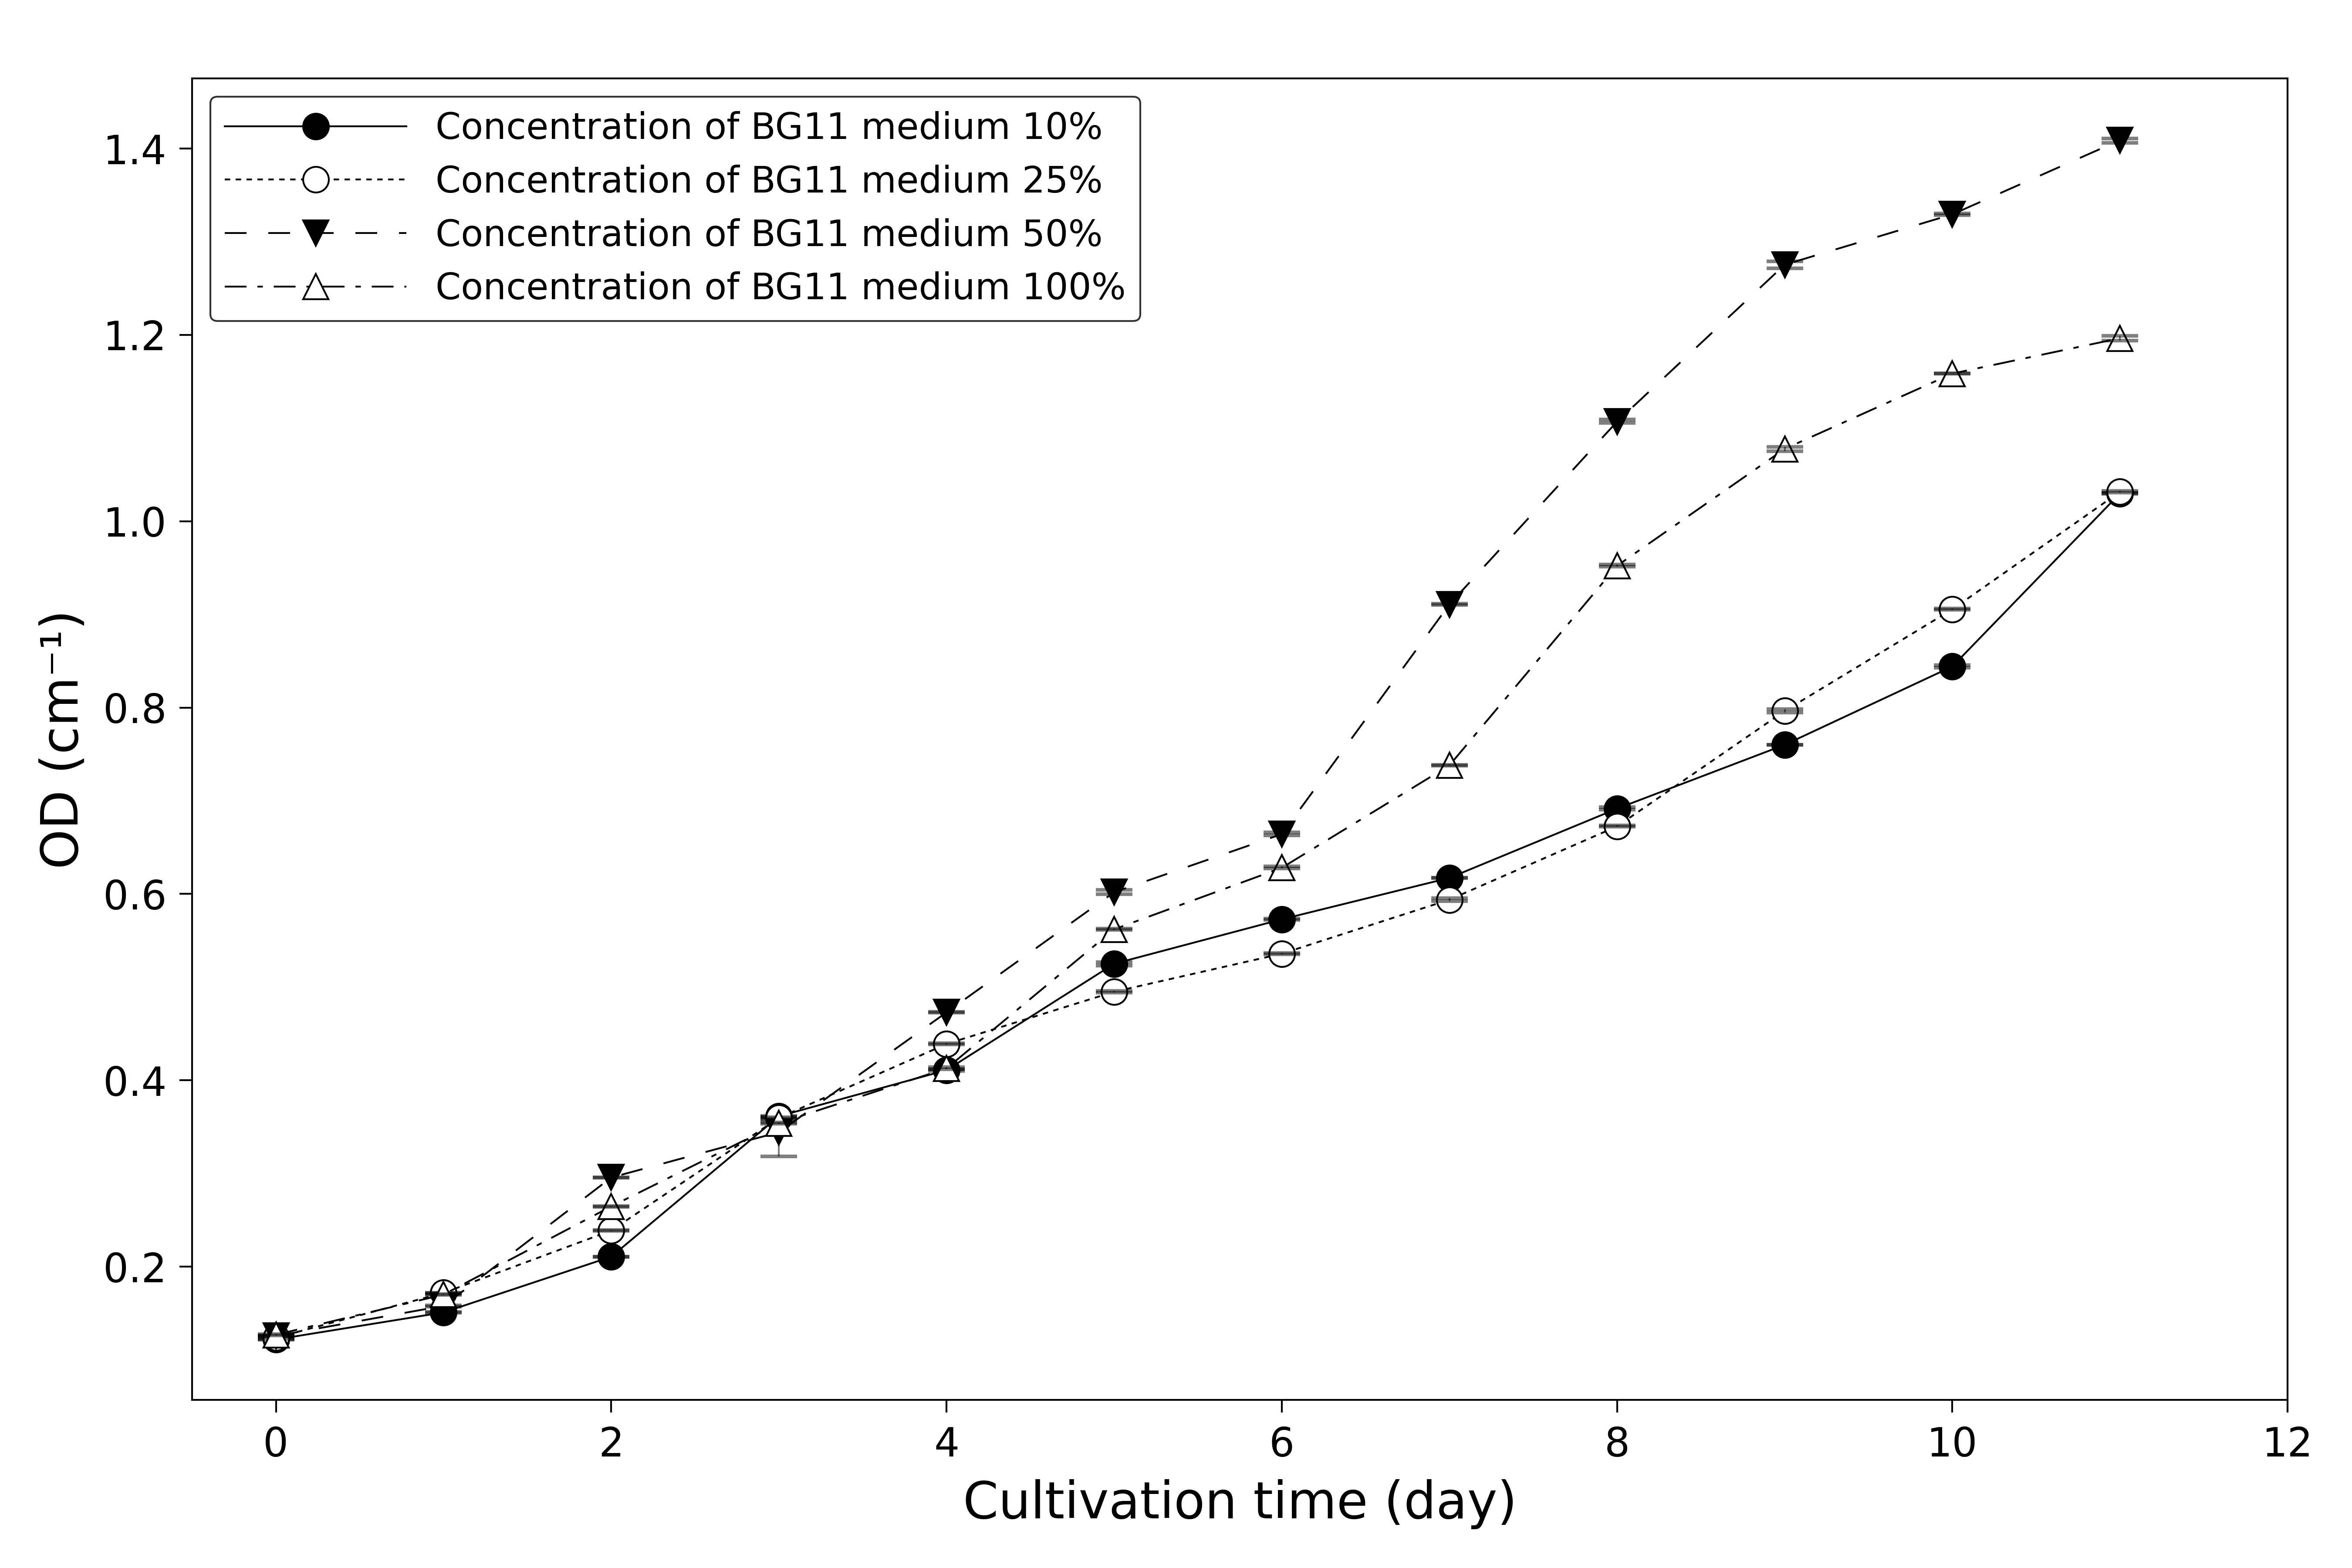 Concentration of BG11 medium 10%
Concentration of BG11 medium 25%
Concentration of BG11 medium 50%
Concentration of BG11 medium 100%
OD (cm⁻¹)
1.4
1.2
1.0
0.8
0.6
0.4
0.2
0 2 4 6 8 10 12
Cultivation time (day)